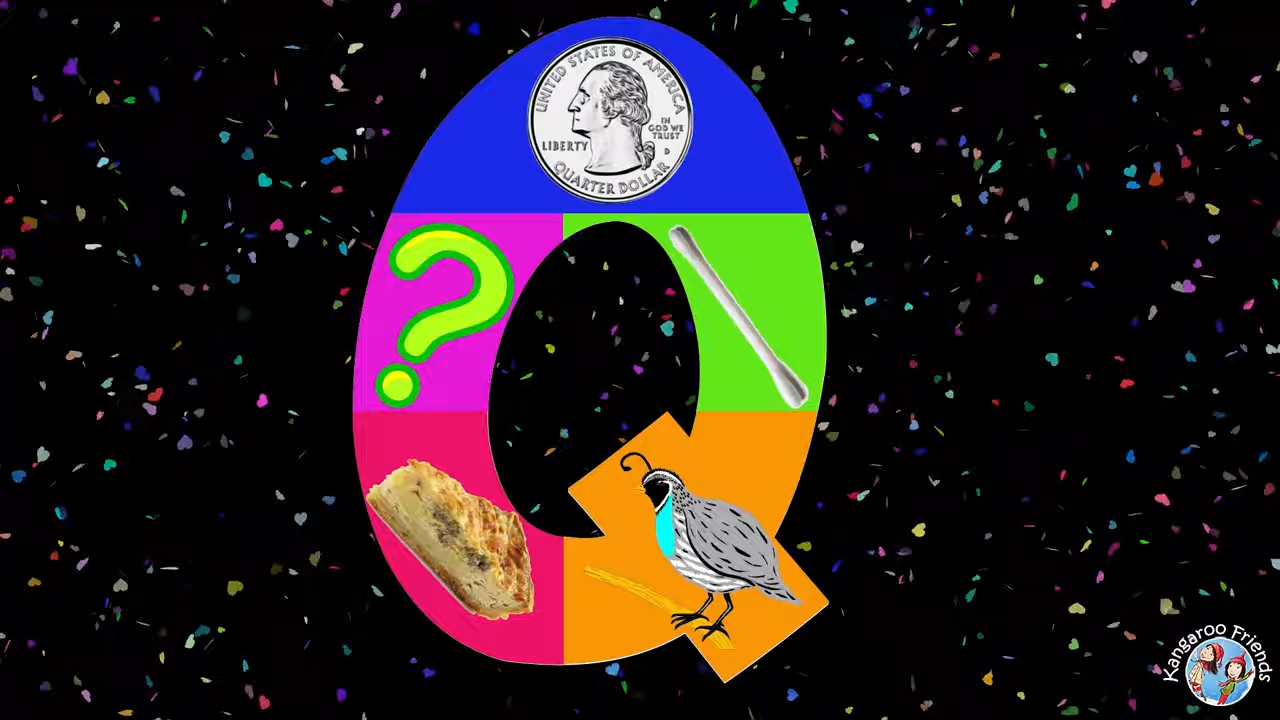 Q
UNITED STATES OF AMERICA
LIBERTY
IN
GOD WE
TRUST
D
QUARTER DOLLAR
?
Kangaroo Friends